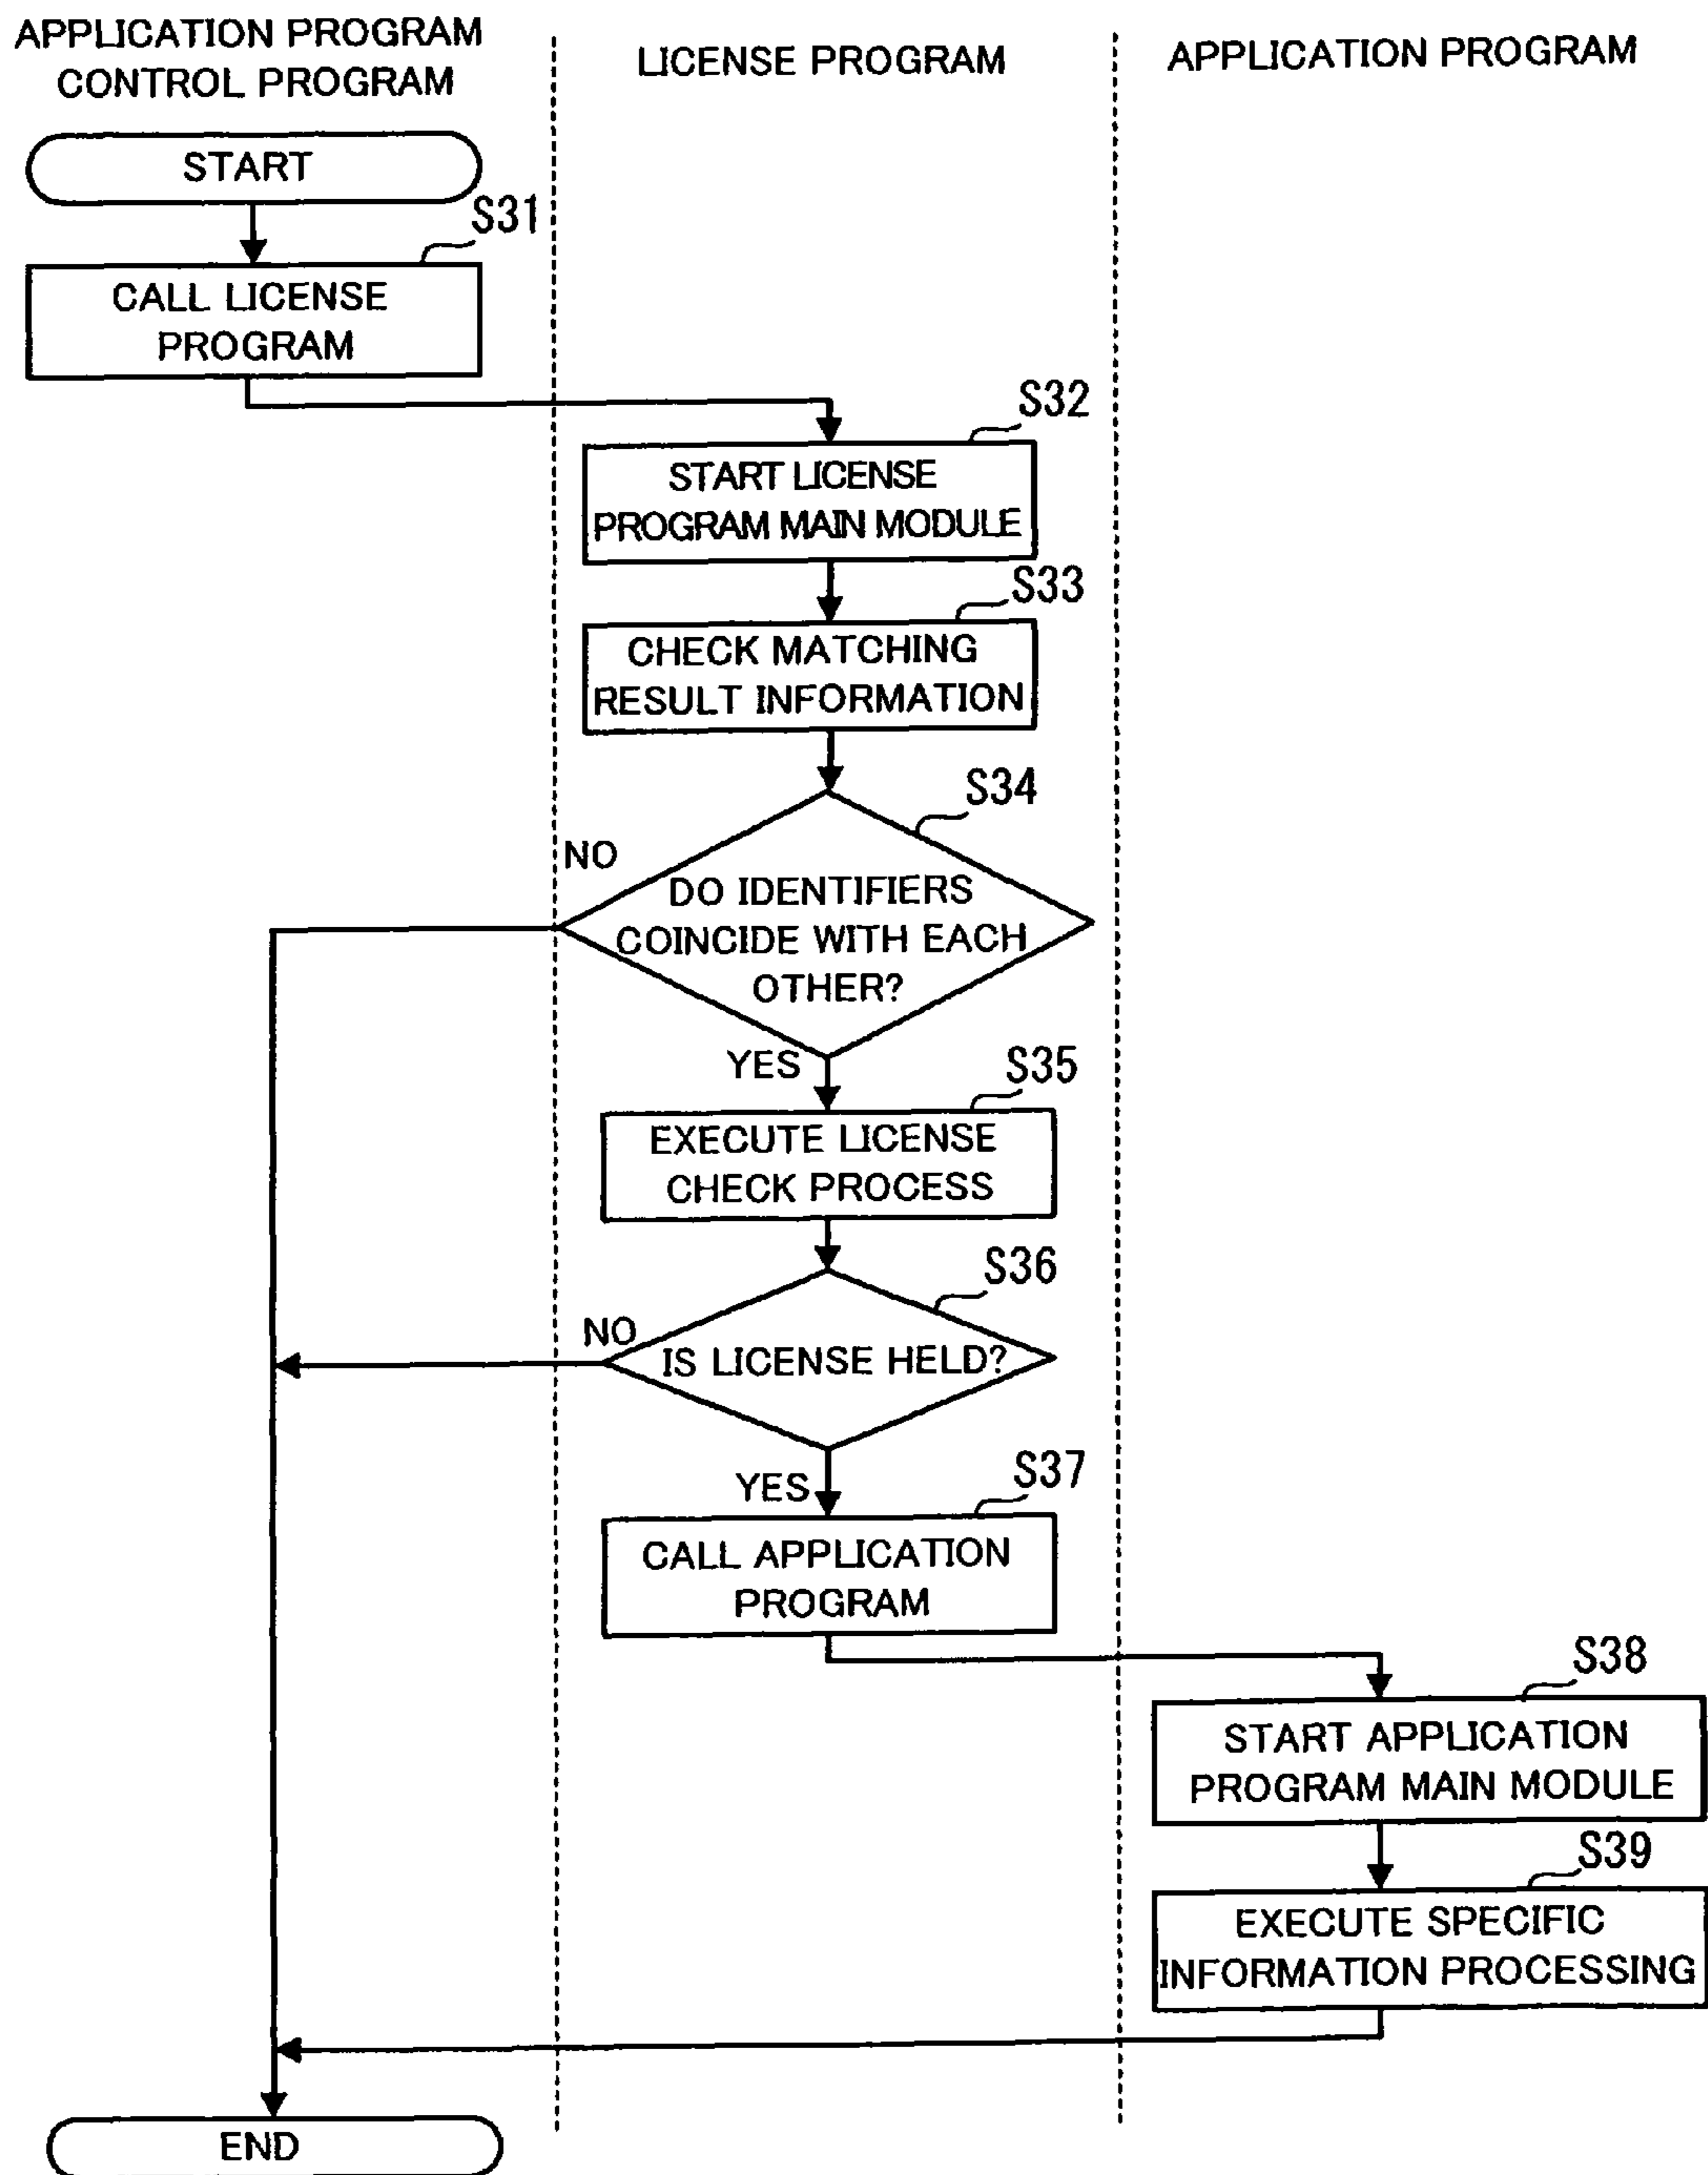 APPLICATION PROGRAM
CONTROL PROGRAM
LICENSE PROGRAM
APPLICATION PROGRAM
START
S31
CALL LICENSE
PROGRAM
S32
START LICENSE
PROGRAM MAIN MODULE
S33
CHECK MATCHING
RESULT INFORMATION
S34
NO
DO IDENTIFIERS
COINCIDE WITH EACH
OTHER?
YES
S35
EXECUTE LICENSE
CHECK PROCESS
S36
NO
IS LICENSE HELD?
YES
S37
CALL APPLICATION
PROGRAM
S38
START APPLICATION
PROGRAM MAIN MODULE
S39
EXECUTE SPECIFIC
INFORMATION PROCESSING
END